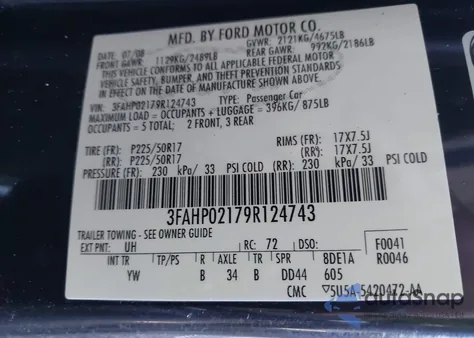 MFD. BY FORD MOTOR CO.
DATE: 07/08 GVWR: 2121KG/4675LB
FRONT GAWR: 1129KG/2489LB REAR GAWR: 992KG/2186LB
THIS VEHICLE CONFORMS TO ALL APPLICABLE FEDERAL MOTOR
VEHICLE SAFETY, BUMPER, AND THEFT PREVENTION STANDARDS
IN EFFECT ON THE DATE OF MANUFACTURE SHOWN ABOVE.
VIN: 3FAHP02179R124743 TYPE: Passenger Car
MAXIMUM LOAD = OCCUPANTS + LUGGAGE = 396KG/ 875LB
OCCUPANTS = 5 TOTAL; 2 FRONT, 3 REAR
TIRE (FR): P225/50R17 RIMS (FR): 17X7.5J
(RR): P225/50R17 (RR): 17X7.5J
PRESSURE (FR): 230 kPa/ 33 PSI COLD (RR): 230 kPa/ 33 PSI COLD
3FAHP02179R124743
TRAILER TOWING - SEE OWNER GUIDE
EXT PNT: UH RC: 72 DSO: F0041
INT TR TP/PS R AXLE TR SPR 8DE1A R0046
YW B 34 B DD44 605
CMC ▽5U5A-5420472-AA
autosnap